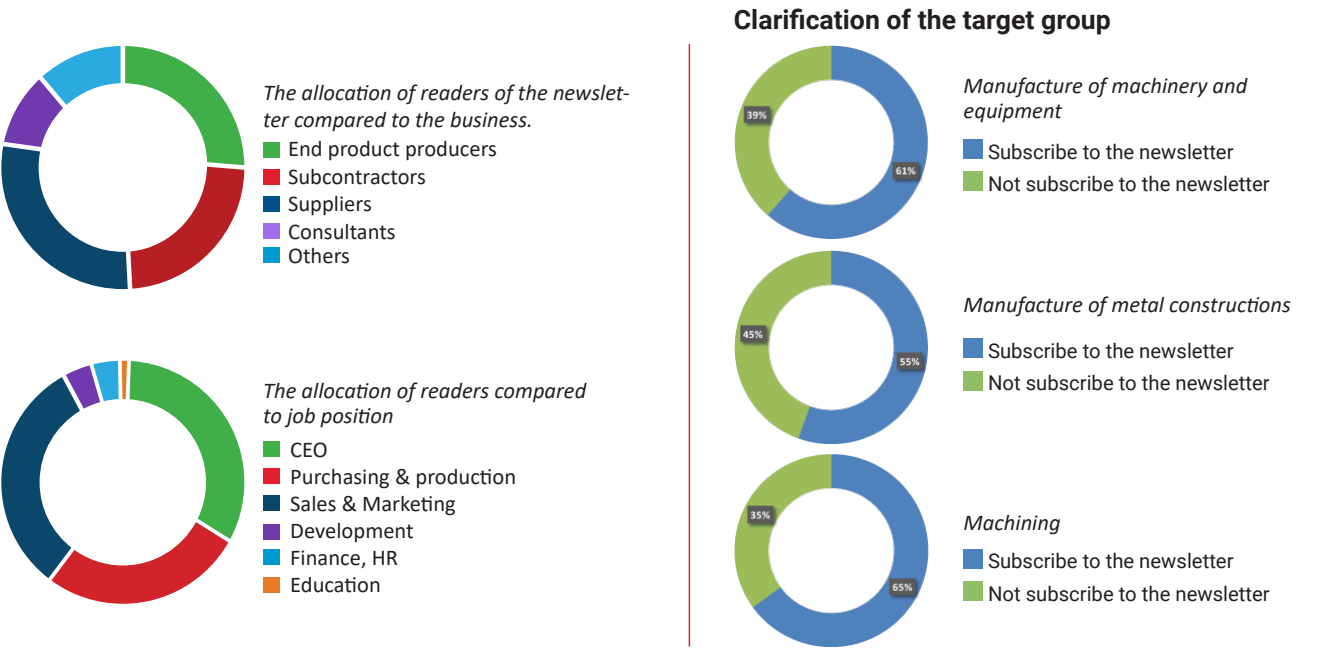 The allocation of readers of the newslet-
ter compared to the business.
End product producers
Subcontractors
Suppliers
Consultants
Others
The allocation of readers compared
to job position
CEO
Purchasing & production
Sales & Marketing
Development
Finance, HR
Education
Clarification of the target group
39%
61%
Manufacture of machinery and
equipment
Subscribe to the newsletter
Not subscribe to the newsletter
45%
55%
Manufacture of metal constructions
Subscribe to the newsletter
Not subscribe to the newsletter
35%
65%
Machining
Subscribe to the newsletter
Not subscribe to the newsletter